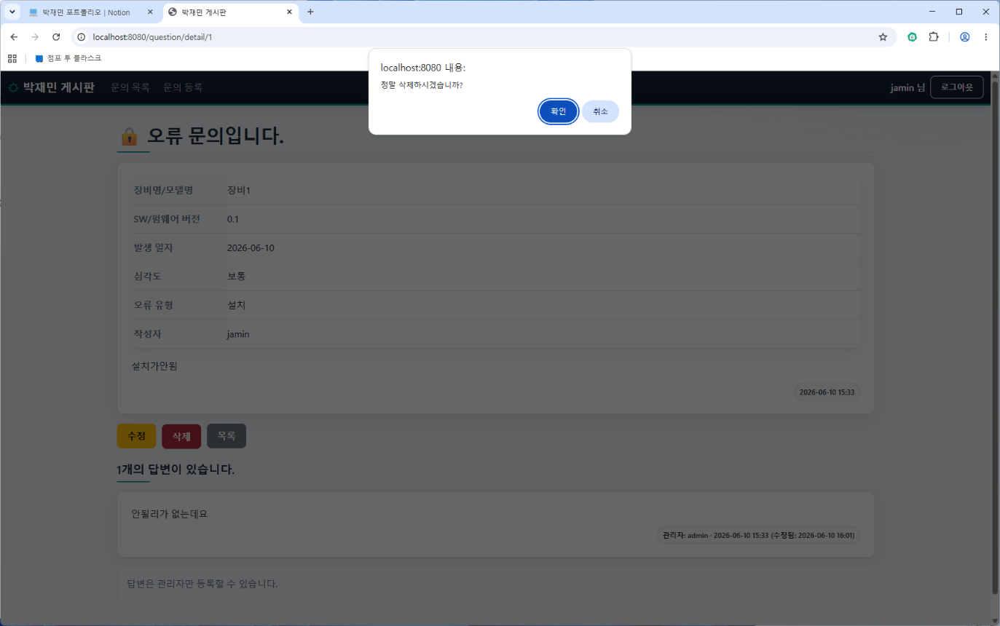 박재민 포트폴리오 | Notion
박재민 게시판
localhost:8080/question/detail/1
점프 투 플라스크
localhost:8080 내용:
정말 삭제하시겠습니까?
확인
취소
박재민 게시판
문의 목록
문의 등록
jamin 님
로그아웃
오류 문의입니다.
장비명/모델명
장비1
SW/펌웨어 버전
0.1
발생 일자
2026-06-10
심각도
보통
오류 유형
설치
작성자
jamin
설치가안됨
2026-06-10 15:33
수정
삭제
목록
1개의 답변이 있습니다.
안될리가 없는데요
관리자: admin · 2026-06-10 15:33 (수정됨: 2026-06-10 16:01)
답변은 관리자만 등록할 수 있습니다.